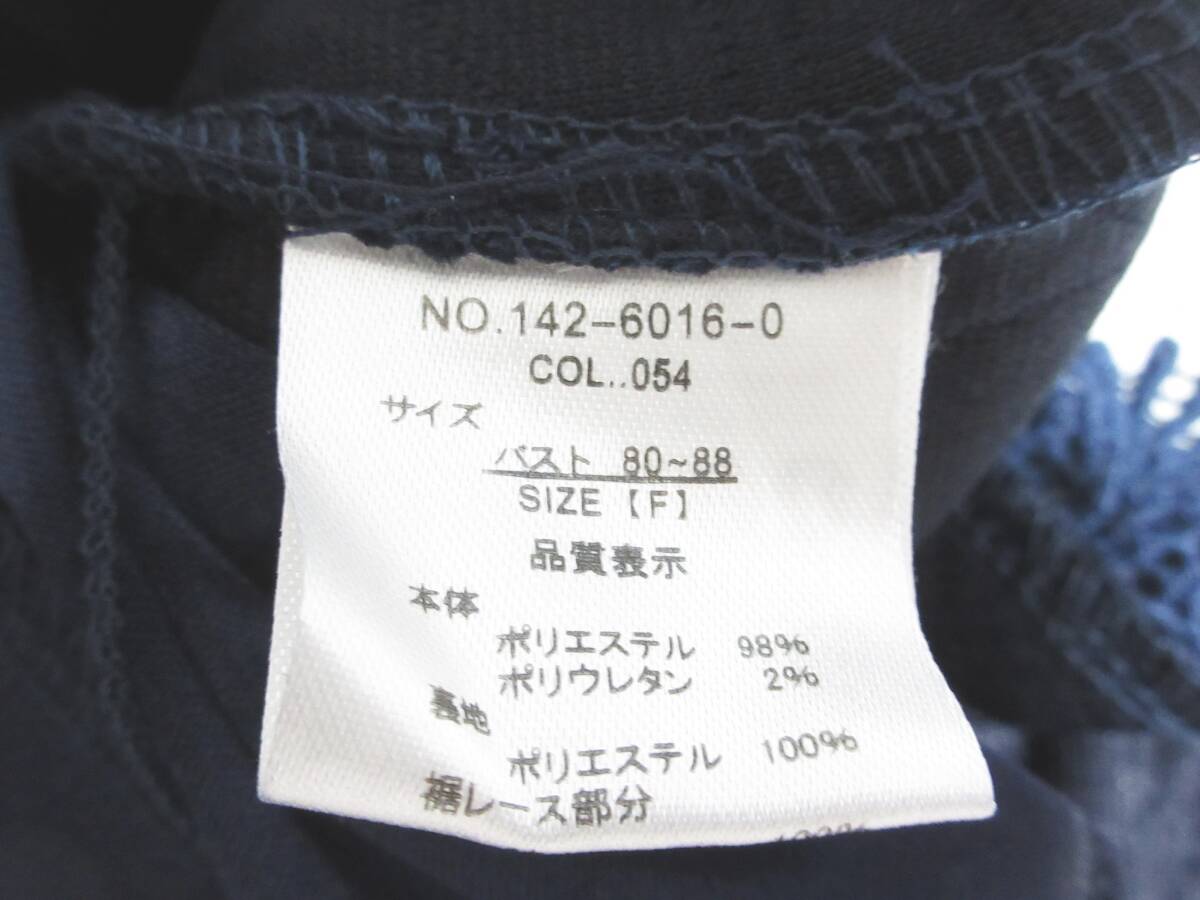 NO.142-6016-0
COL..054
サイズ
バスト 80~88
SIZE【F】
品質表示
本体
ポリエステル 98%
ポリウレタン 2%
裏地
ポリエステル 100%
裾レース部分